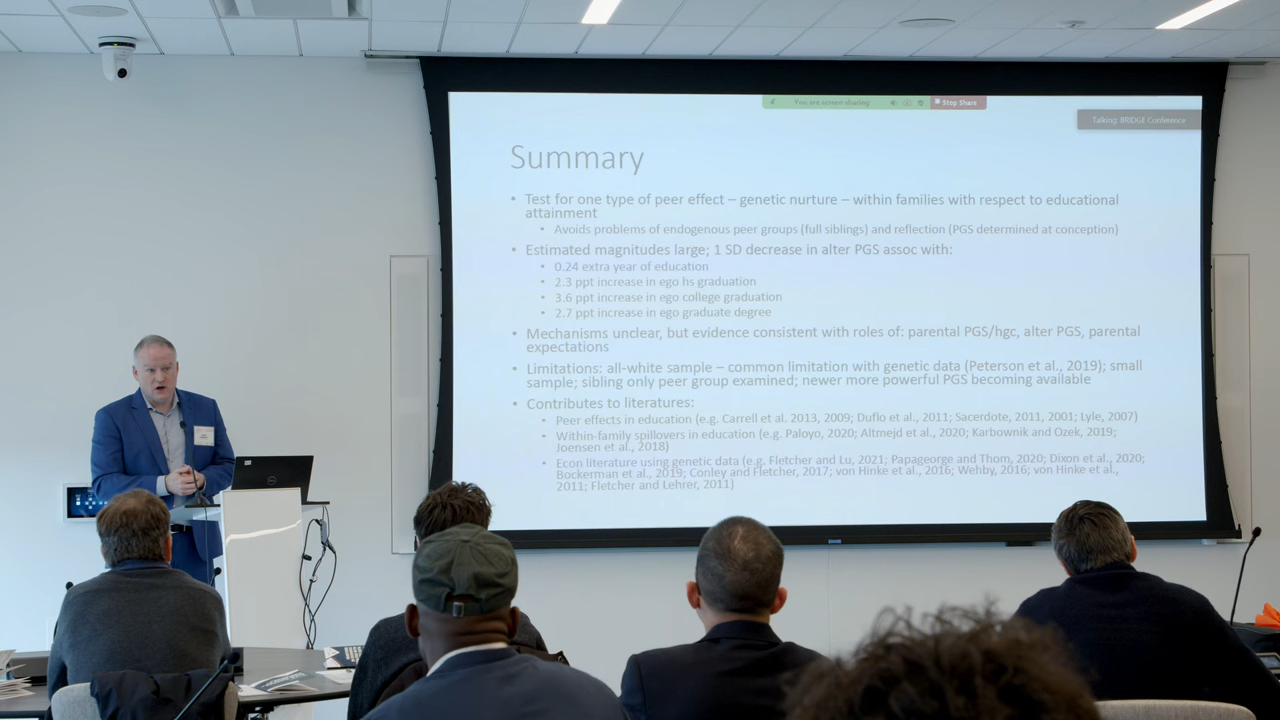 You are screen sharing
Stop Share
Talking: BRIDGE Conference
Summary
• Test for one type of peer effect – genetic nurture – within families with respect to educational
attainment
• Avoids problems of endogenous peer groups (full siblings) and reflection (PGS determined at conception)
• Estimated magnitudes large; 1 SD decrease in alter PGS assoc with:
• 0.24 extra year of education
• 2.3 ppt increase in ego hs graduation
• 3.6 ppt increase in ego college graduation
• 2.7 ppt increase in ego graduate degree
• Mechanisms unclear, but evidence consistent with roles of: parental PGS/hgc, alter PGS, parental
expectations
• Limitations: all-white sample – common limitation with genetic data (Peterson et al., 2019); small
sample; sibling only peer group examined; newer more powerful PGS becoming available
• Contributes to literatures:
• Peer effects in education (e.g. Carrell et al. 2013, 2009; Duflo et al., 2011; Sacerdote, 2011, 2001; Lyle, 2007)
• Within-family spillovers in education (e.g. Paloyo, 2020; Altmejd et al., 2020; Karbownik and Ozek, 2019;
Joensen et al., 2018)
• Econ literature using genetic data (e.g. Fletcher and Lu, 2021; Papageorge and Thom, 2020; Dixon et al., 2020;
Bockerman et al., 2019; Conley and Fletcher, 2017; von Hinke et al., 2016; Wehby, 2016; von Hinke et al.,
2011; Fletcher and Lehrer, 2011)
DELL